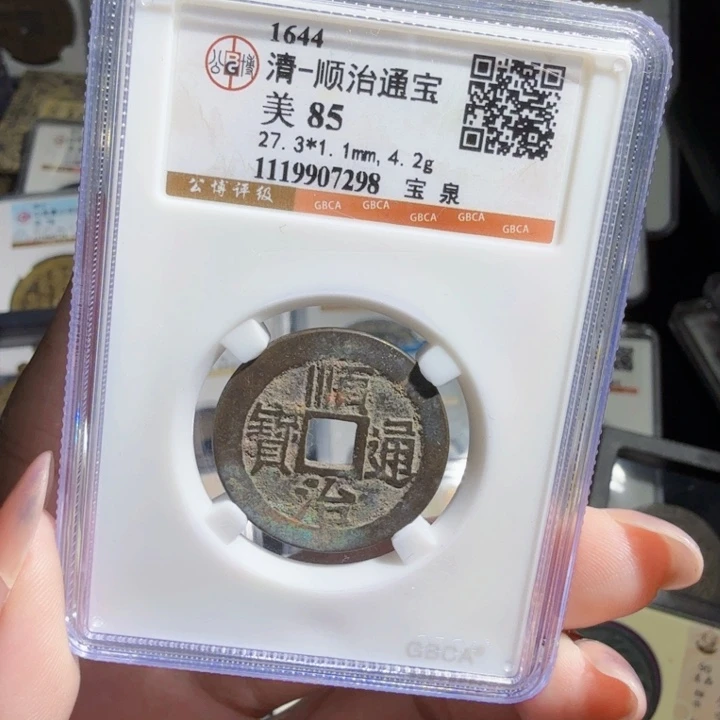 1644
清-顺治通宝
美 85
27.3*1.1mm, 4.2g
1119907298 宝 泉
公博评级 GBCA GBCA GBCA GBCA GBCA
順
寶 通
治
GBCA®